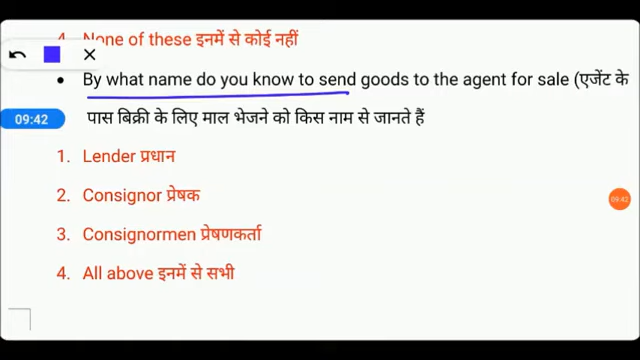 4. None of these इनमें से कोई नहीं
• By what name do you know to send goods to the agent for sale (एजेंट के
09:42 पास बिक्री के लिए माल भेजने को किस नाम से जानते हैं
1. Lender प्रधान
2. Consignor प्रेषक
09:42
3. Consignormen प्रेषणकर्ता
4. All above इनमें से सभी